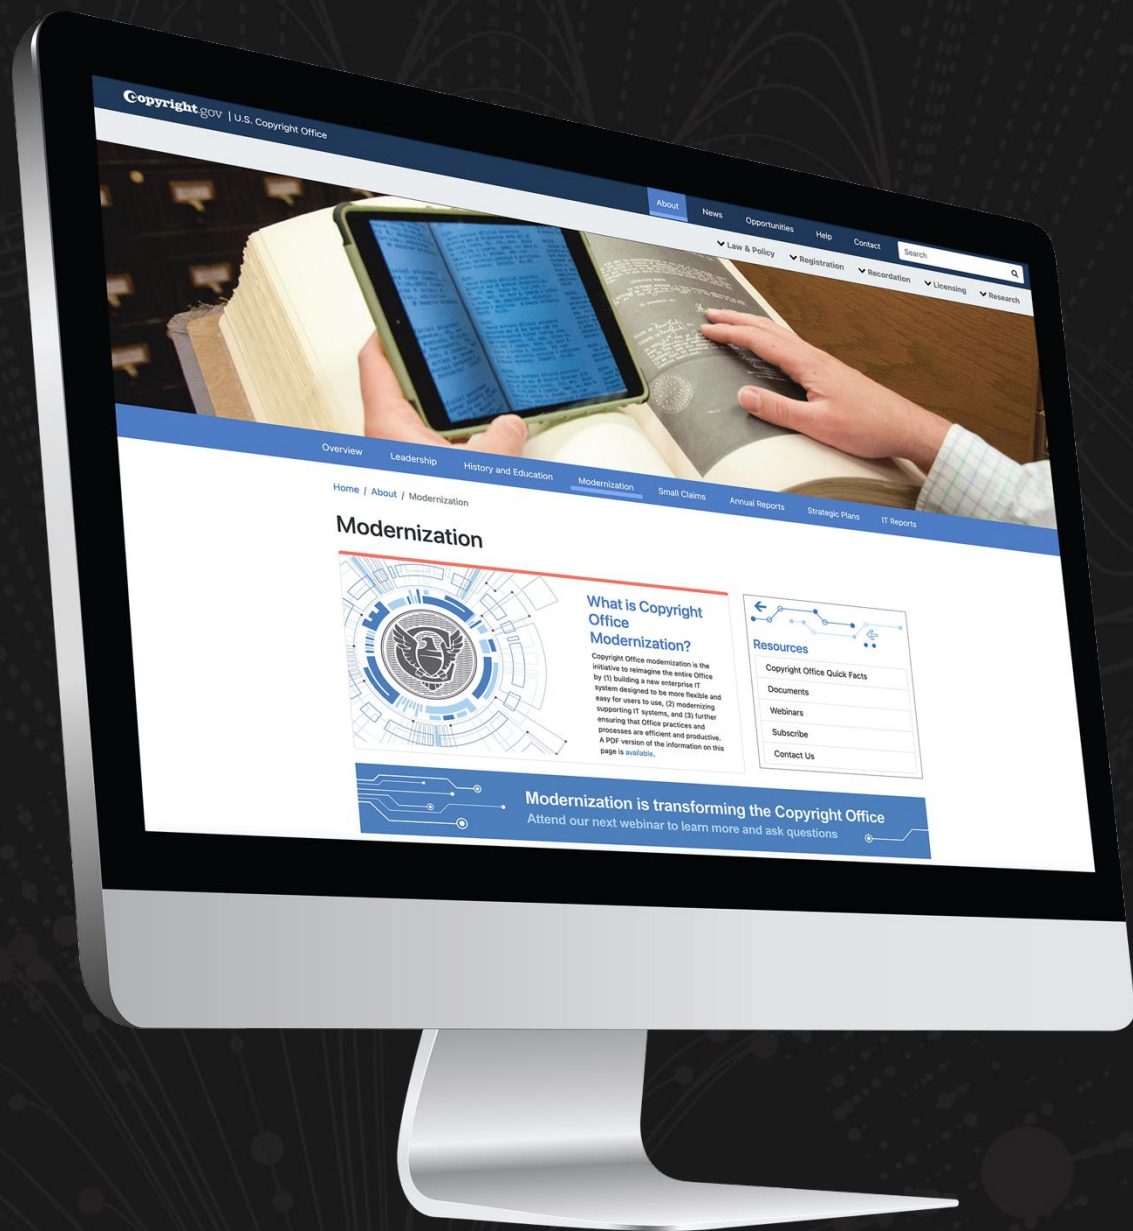 Copyright.gov | U.S. Copyright Office
About News Opportunities Help Contact Search
Law & Policy Registration Recordation Licensing Research
Overview Leadership History and Education Modernization Small Claims Annual Reports Strategic Plans IT Reports
Home / About / Modernization
Modernization
What is Copyright
Office
Modernization?
Copyright Office modernization is the
initiative to reimagine the entire Office
by (1) building a new enterprise IT
system designed to be more flexible and
easy for users to use, (2) modernizing
supporting IT systems, and (3) further
ensuring that Office practices and
processes are efficient and productive.
A PDF version of the information on this
page is available.
Resources
Copyright Office Quick Facts
Documents
Webinars
Subscribe
Contact Us
Modernization is transforming the Copyright Office
Attend our next webinar to learn more and ask questions